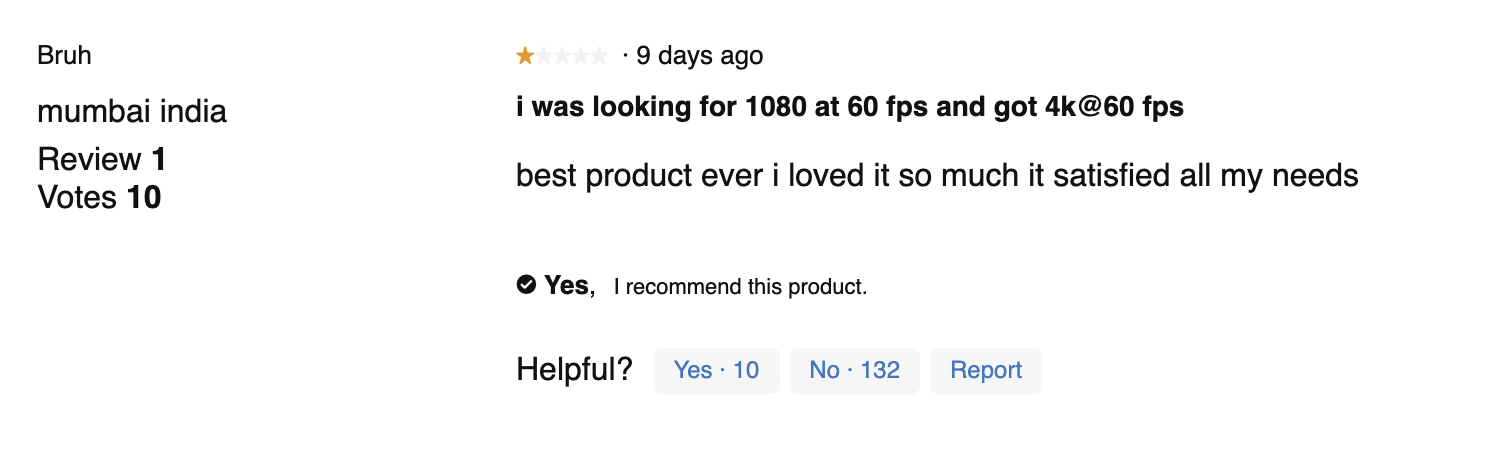 Bruh
mumbai india
Review 1
Votes 10
· 9 days ago
i was looking for 1080 at 60 fps and got 4k@60 fps
best product ever i loved it so much it satisfied all my needs
Yes, I recommend this product.
Helpful? Yes · 10 No · 132 Report